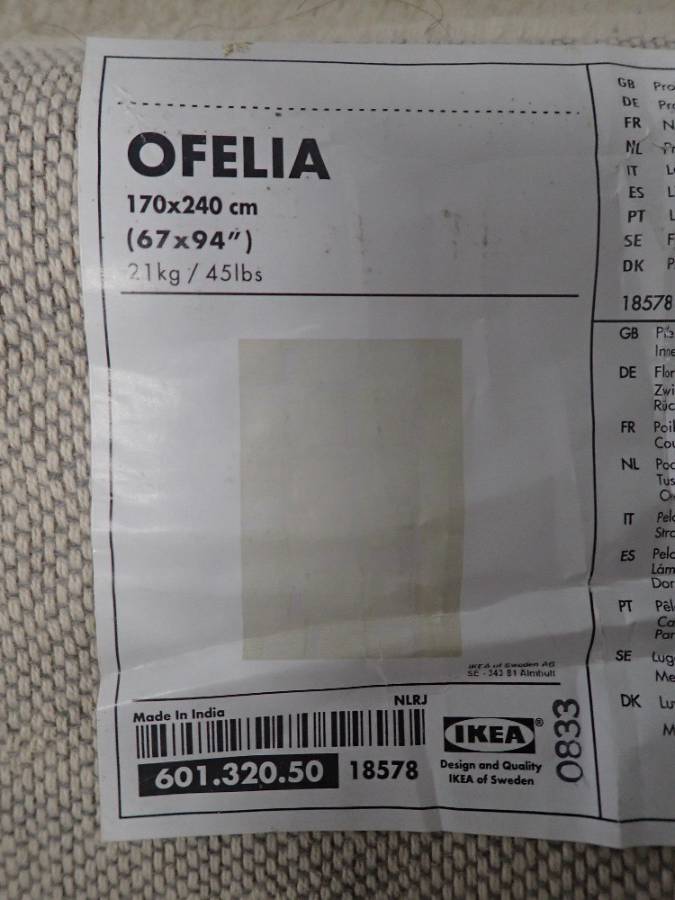 OFELIA
170x240 cm
(67x94")
21kg / 45lbs
IKEA of Sweden AG
SE - 343 81 Älmhult
NLRJ
Made In India
601.320.50
18578
IKEA®
Design and Quality
IKEA of Sweden
0833
GB
DE
FR
NL
IT
ES
PT
SE
DK
18578
GB
DE
FR
NL
IT
ES
PT
SE
DK